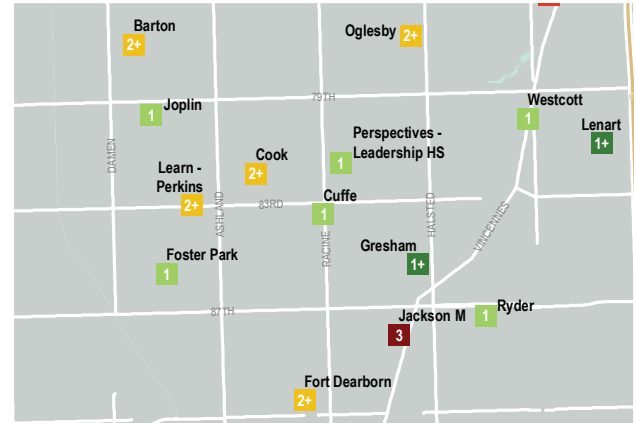 Barton
2+
Oglesby
2+
79TH
Joplin
1
Westcott
1
Lenart
1+
DAMEN
Perspectives -
Leadership HS
1
Cook
2+
Learn -
Perkins
2+
ASHLAND
83RD
Cuffe
1
RACINE
HALSTED
VINCENNES
Foster Park
1
Gresham
1+
87TH
Jackson M
3
Ryder
1
Fort Dearborn
2+